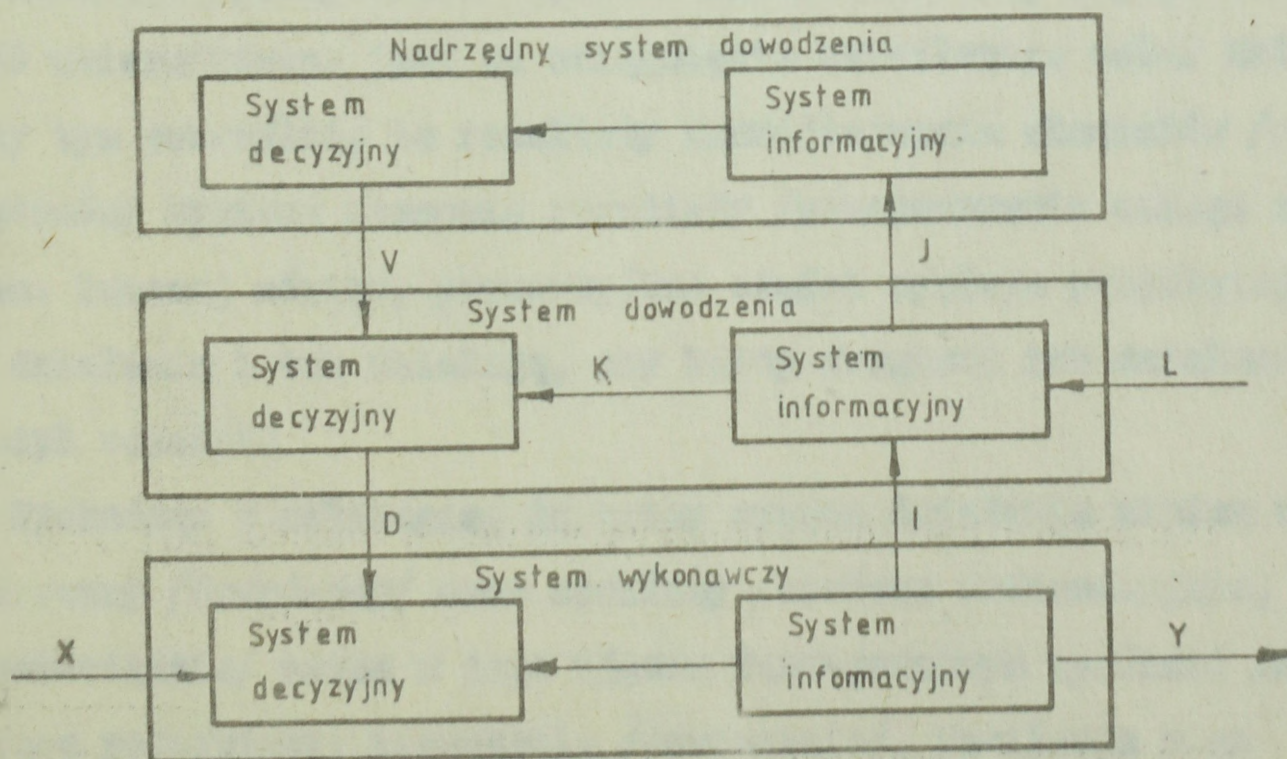 Nadrzędny system dowodzenia
System
decyzyjny
System
informacyjny
V
J
System dowodzenia
System
decyzyjny
K
System
informacyjny
L
D
I
System wykonawczy
X
System
decyzyjny
System
informacyjny
Y